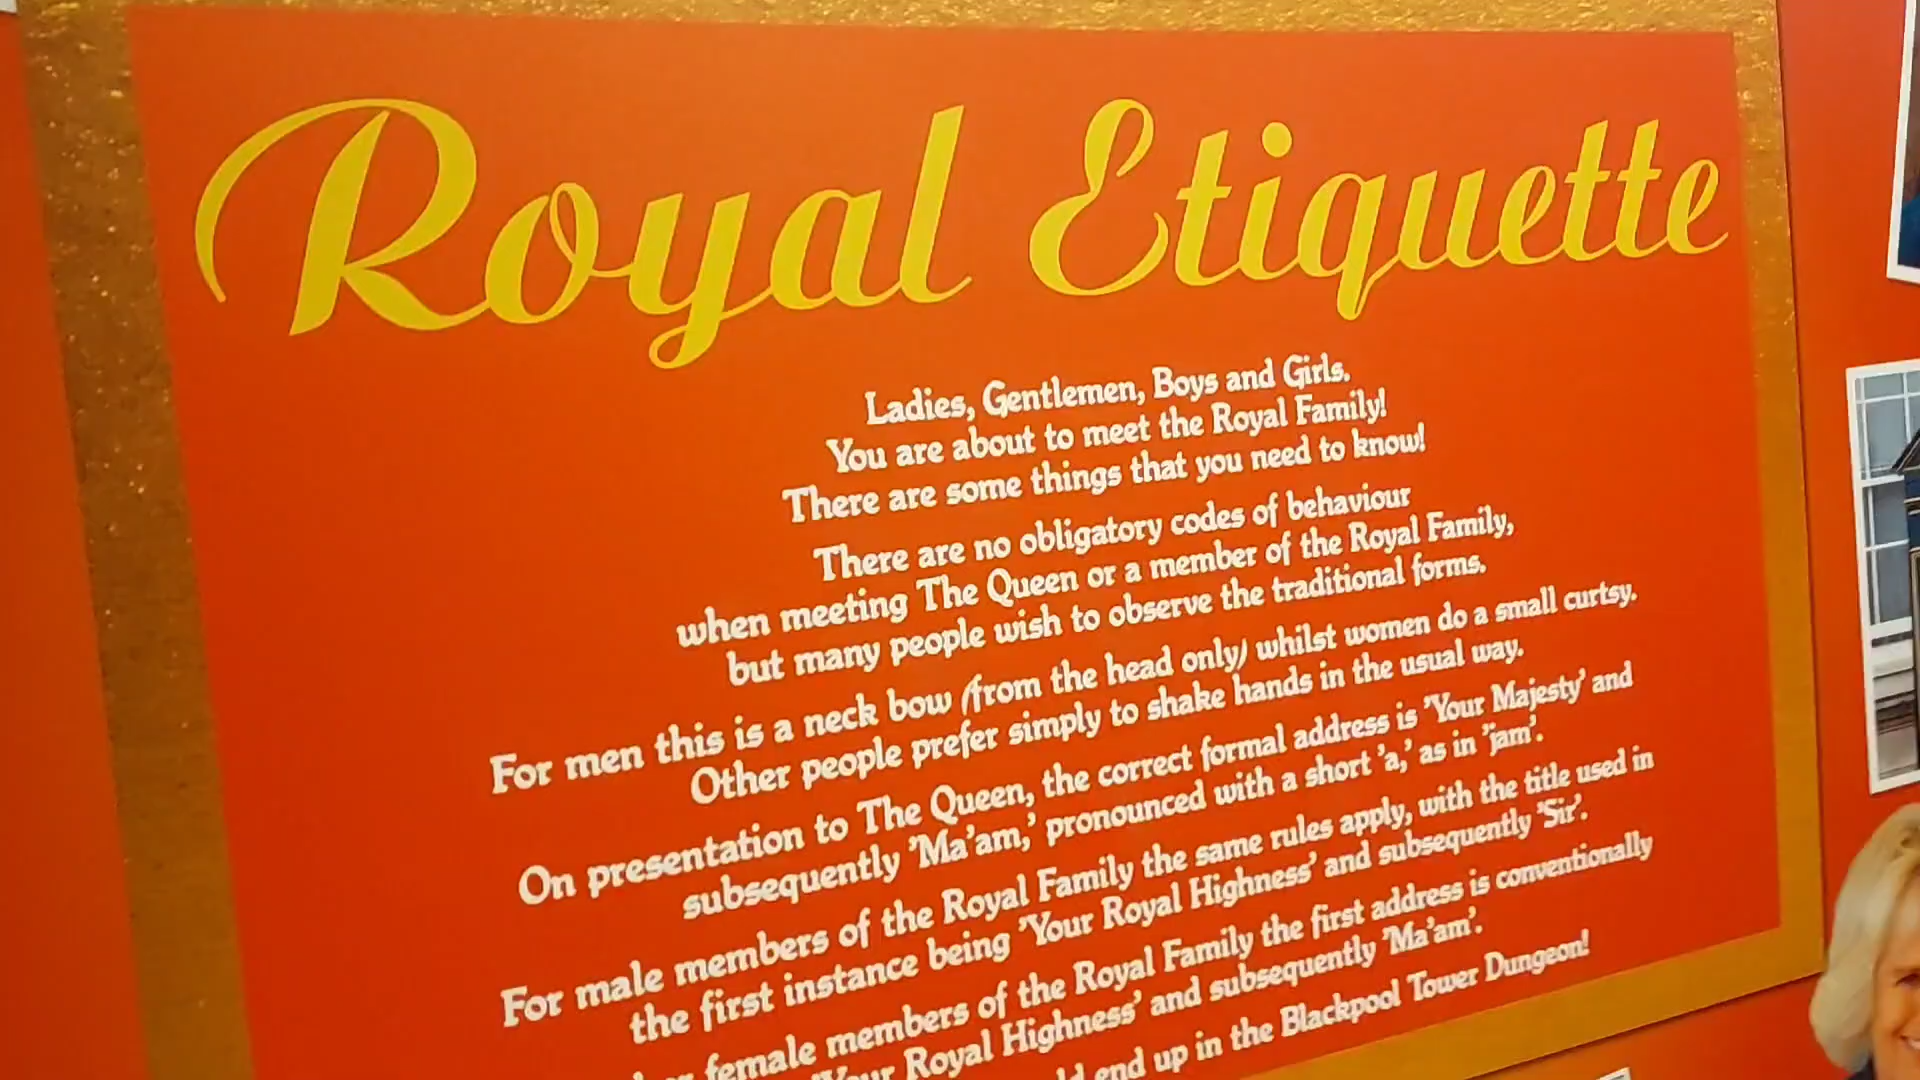 Royal Etiquette
Ladies, Gentlemen, Boys and Girls.
You are about to meet the Royal Family!
There are some things that you need to know!
There are no obligatory codes of behaviour
when meeting The Queen or a member of the Royal Family,
but many people wish to observe the traditional forms.
For men this is a neck bow (from the head only) whilst women do a small curtsy.
Other people prefer simply to shake hands in the usual way.
On presentation to The Queen, the correct formal address is 'Your Majesty' and
subsequently 'Ma'am,' pronounced with a short 'a,' as in 'jam'.
For male members of the Royal Family the same rules apply, with the title used in
the first instance being 'Your Royal Highness' and subsequently 'Sir'.
female members of the Royal Family the first address is conventionally
'Your Royal Highness' and subsequently 'Ma'am'.
end up in the Blackpool Tower Dungeon!